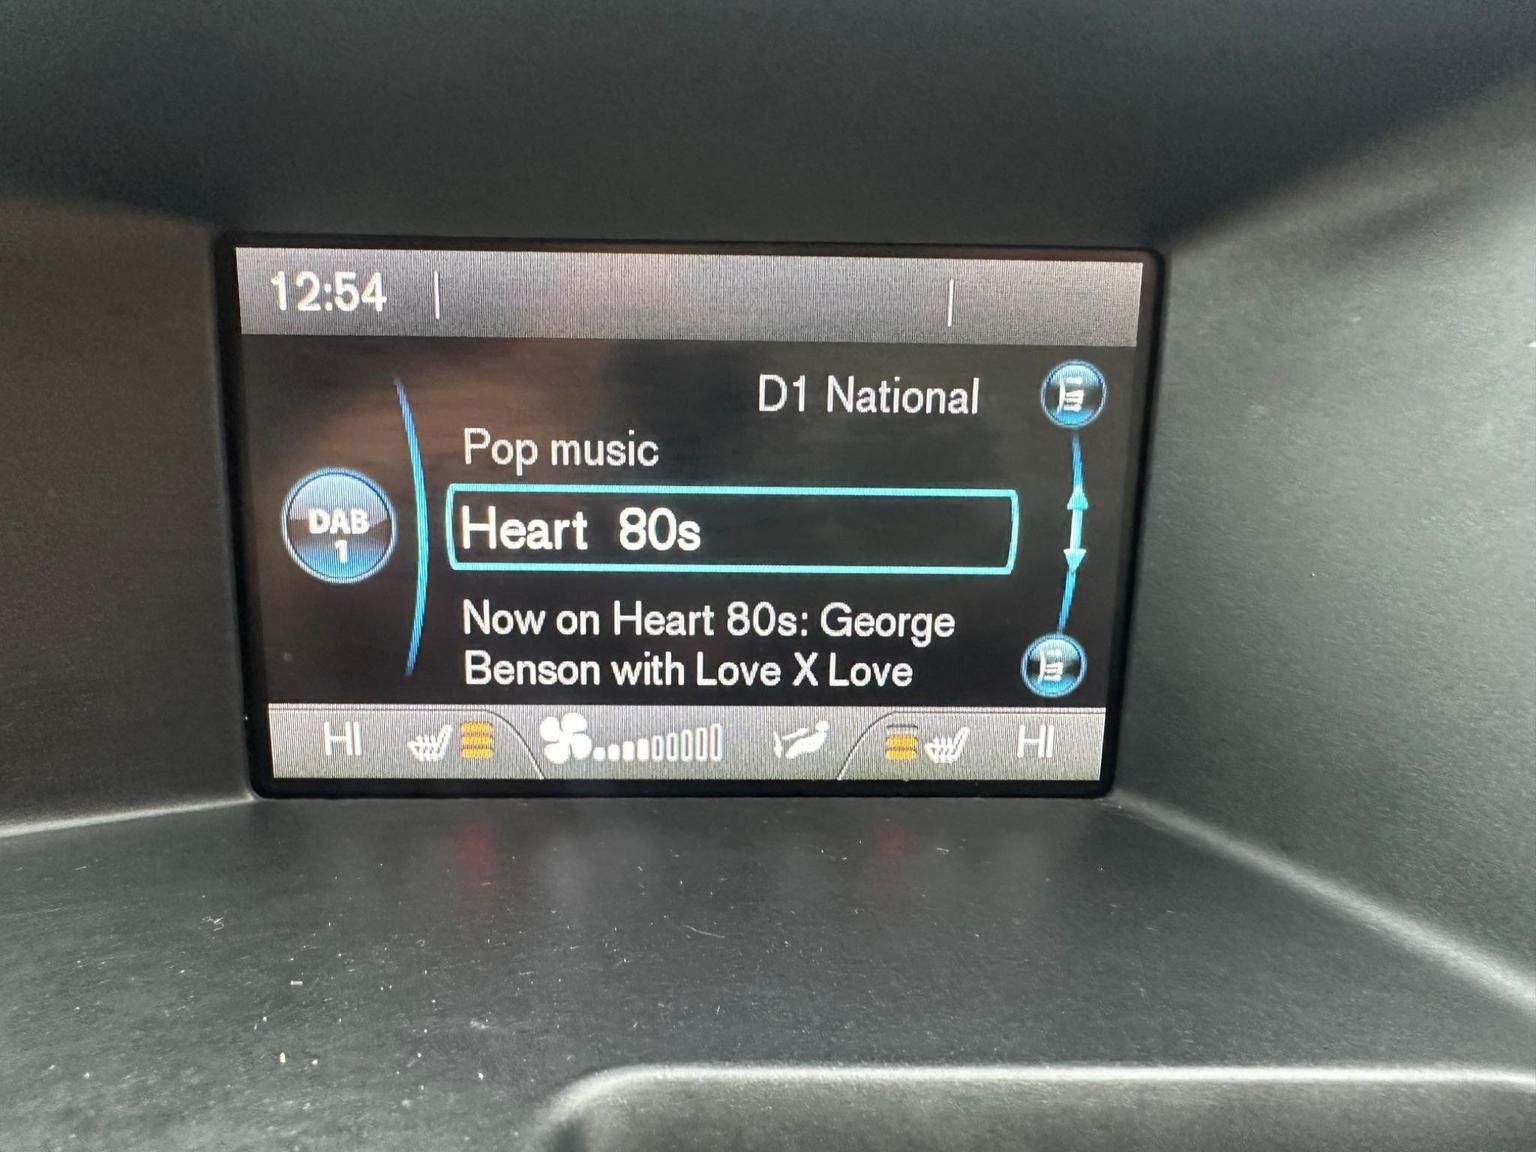 12:54
D1 National
Pop music
DAB
1
Heart 80s
Now on Heart 80s: George
Benson with Love X Love
HI
HI